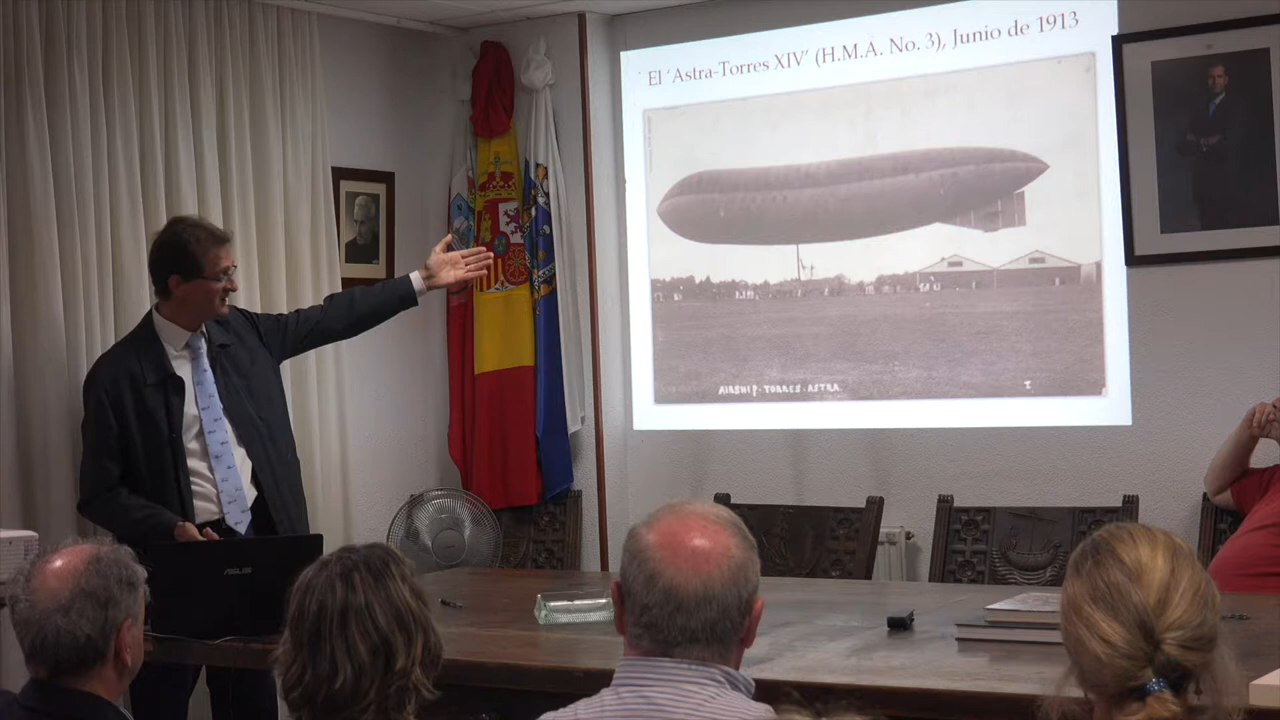 El ‘Astra-Torres XIV’ (H.M.A. No. 3), Junio de 1913
AIRSHIP-TORRES-ASTRA
I
ASUS